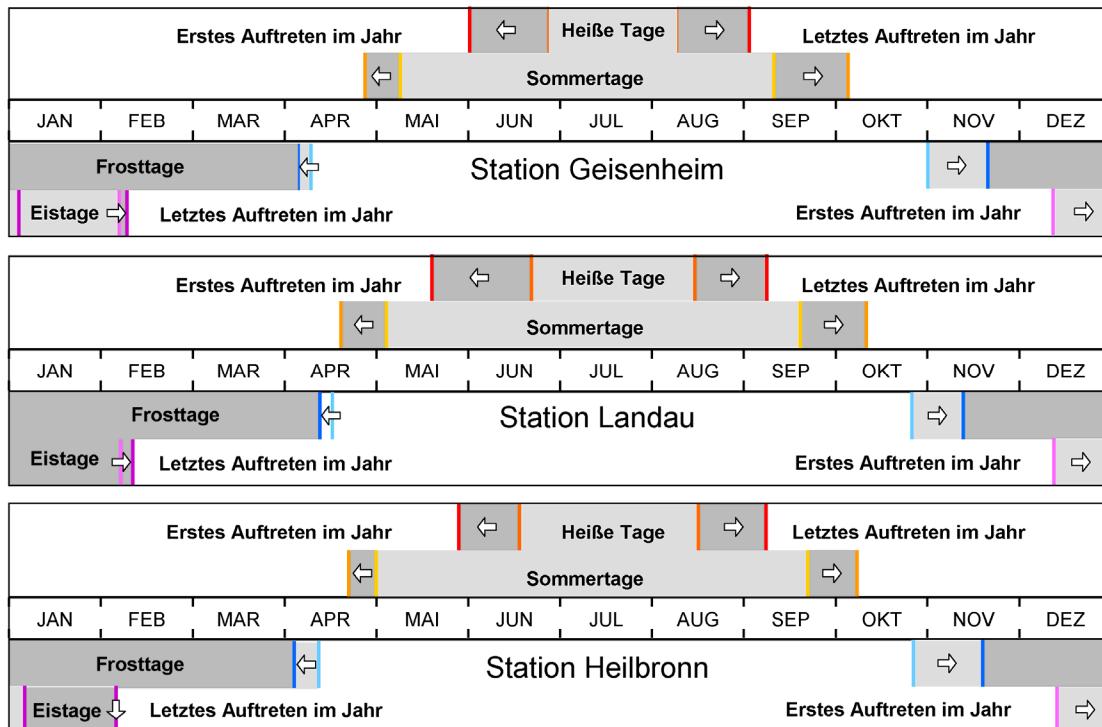 Erstes Auftreten im Jahr Heiße Tage Letztes Auftreten im Jahr
Sommertage
JAN FEB MAR APR MAI JUN JUL AUG SEP OKT NOV DEZ
Frosttage Station Geisenheim
Eistage Letztes Auftreten im Jahr Erstes Auftreten im Jahr
Erstes Auftreten im Jahr Heiße Tage Letztes Auftreten im Jahr
Sommertage
JAN FEB MAR APR MAI JUN JUL AUG SEP OKT NOV DEZ
Frosttage Station Landau
Eistage Letztes Auftreten im Jahr Erstes Auftreten im Jahr
Erstes Auftreten im Jahr Heiße Tage Letztes Auftreten im Jahr
Sommertage
JAN FEB MAR APR MAI JUN JUL AUG SEP OKT NOV DEZ
Frosttage Station Heilbronn
Eistage Letztes Auftreten im Jahr Erstes Auftreten im Jahr